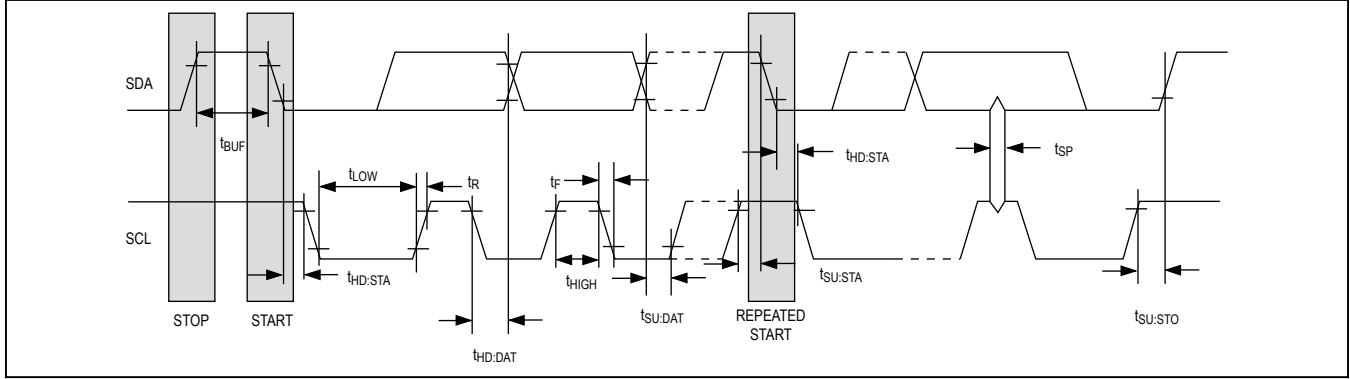 SDA
tBUF
tHD:STA
tSP
tLOW
tR
tF
SCL
tHD:STA
tHIGH
tSU:STA
tSU:DAT
tSU:STO
STOP
START
REPEATED
START
tHD:DAT